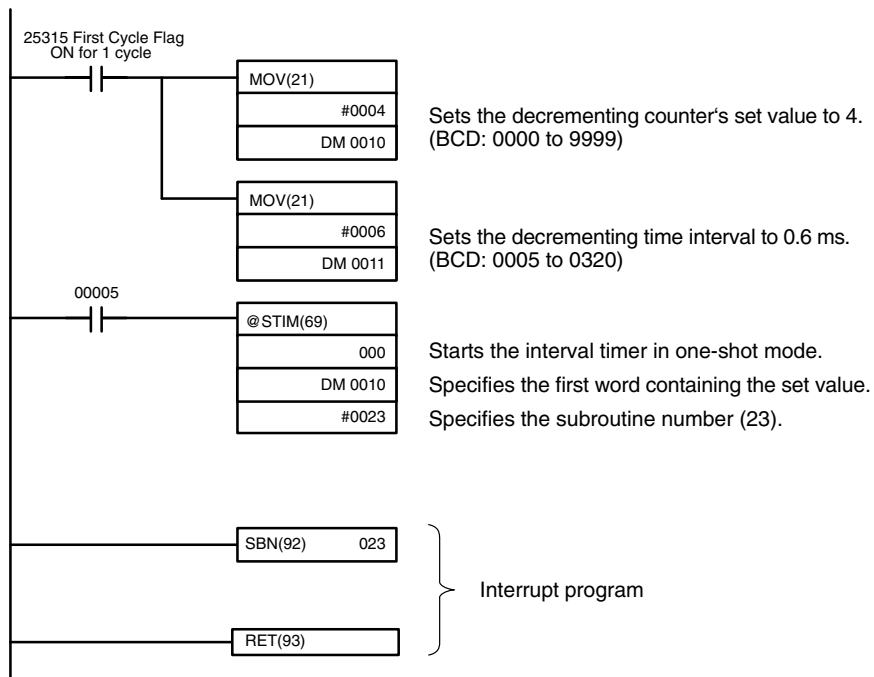 25315 First Cycle Flag
ON for 1 cycle
MOV(21)
#0004
DM 0010
Sets the decrementing counter‘s set value to 4.
(BCD: 0000 to 9999)
MOV(21)
#0006
DM 0011
Sets the decrementing time interval to 0.6 ms.
(BCD: 0005 to 0320)
00005
@STIM(69)
000
Starts the interval timer in one-shot mode.
DM 0010
Specifies the first word containing the set value.
#0023
Specifies the subroutine number (23).
SBN(92) 023
Interrupt program
RET(93)